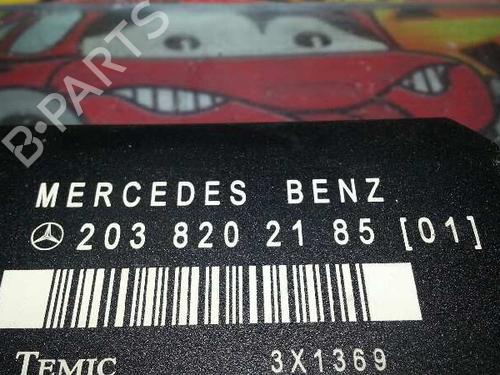 B-PARTS
MERCEDES BENZ
203 820 21 85 [01]
TEMIC 3X1369